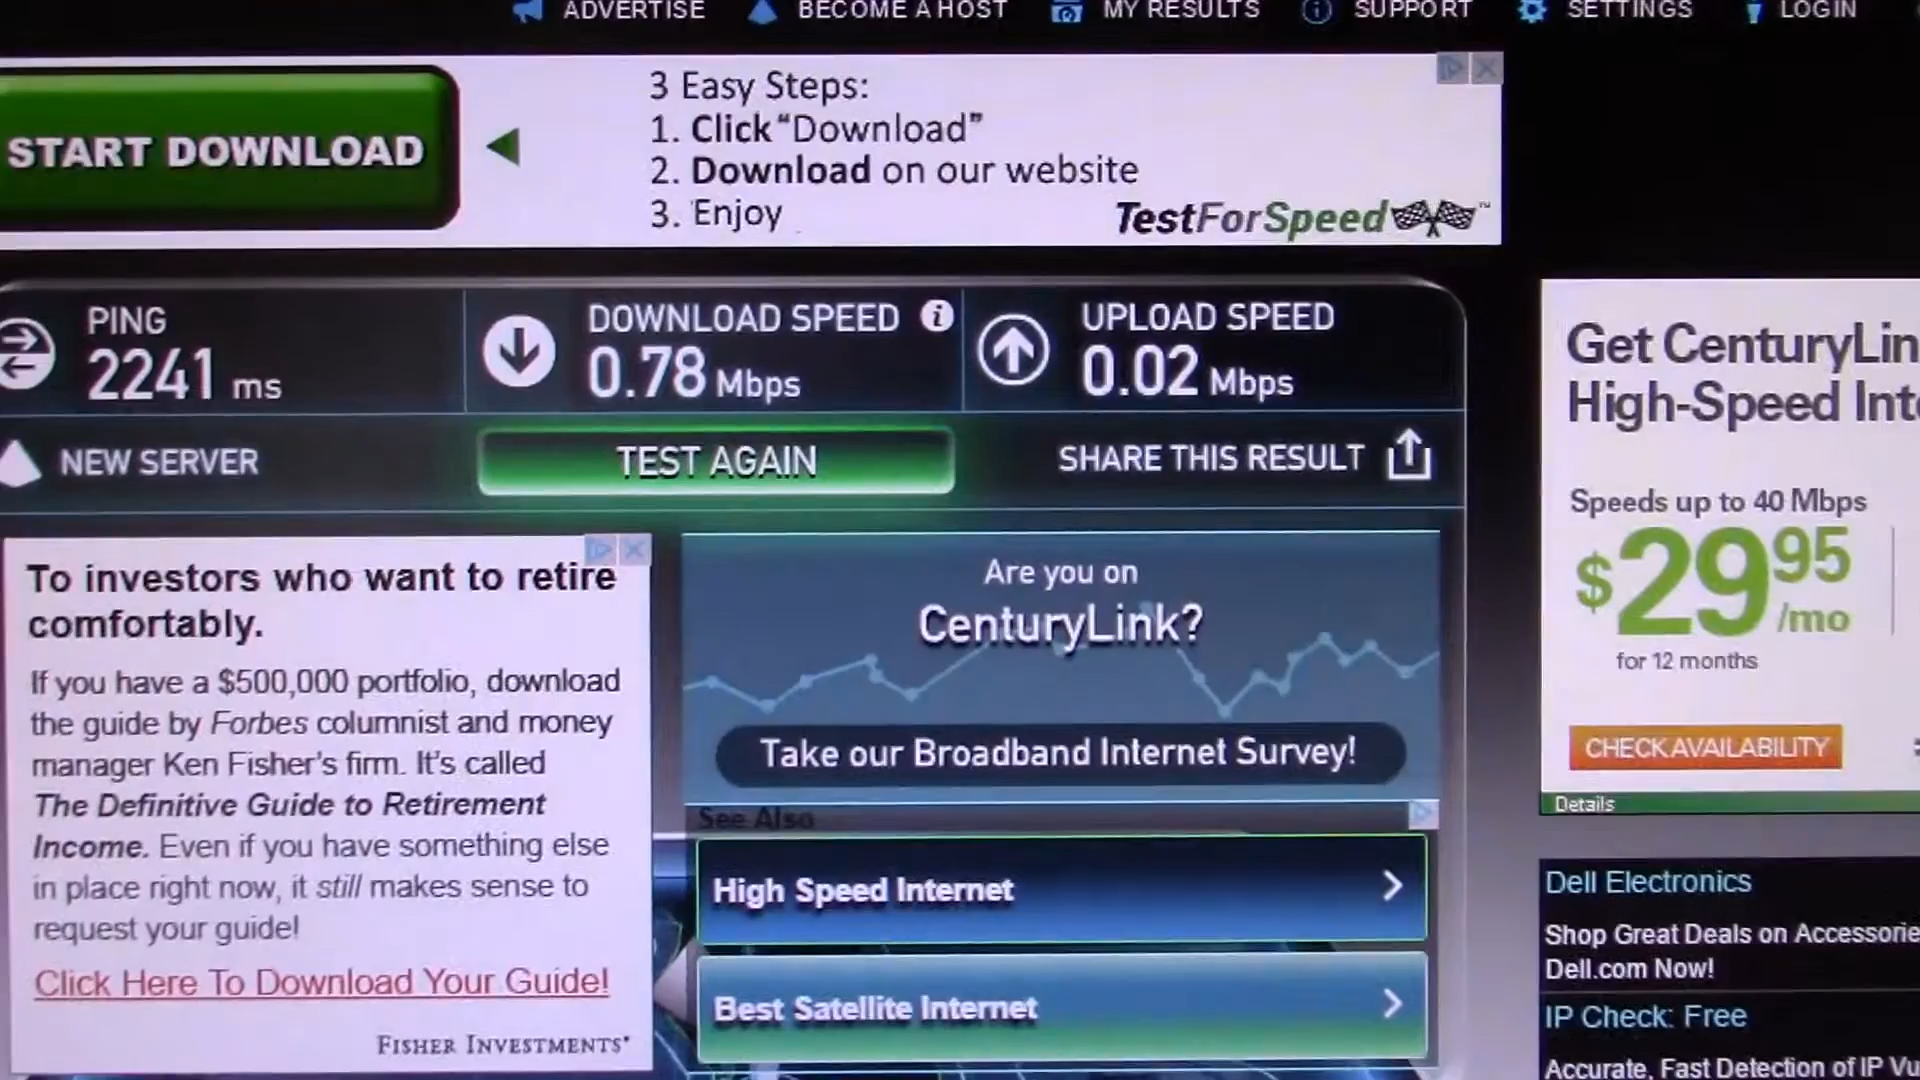 ADVERTISE BECOME A HOST MY RESULTS SUPPORT SETTINGS LOGIN
START DOWNLOAD
3 Easy Steps:
1. Click "Download"
2. Download on our website
3. Enjoy
TestForSpeed™
PING
2241 ms
DOWNLOAD SPEED
0.78 Mbps
UPLOAD SPEED
0.02 Mbps
NEW SERVER
TEST AGAIN
SHARE THIS RESULT
To investors who want to retire
comfortably.
If you have a $500,000 portfolio, download
the guide by Forbes columnist and money
manager Ken Fisher's firm. It's called
The Definitive Guide to Retirement
Income. Even if you have something else
in place right now, it still makes sense to
request your guide!
Click Here To Download Your Guide!
FISHER INVESTMENTS
Are you on
CenturyLink?
Take our Broadband Internet Survey!
See Also
High Speed Internet
Best Satellite Internet
Get CenturyLin
High-Speed Inte
Speeds up to 40 Mbps
$29.95
/mo
for 12 months
CHECK AVAILABILITY
Details
Dell Electronics
Shop Great Deals on Accessorie
Dell.com Now!
IP Check: Free
Accurate, Fast Detection of IP Vu